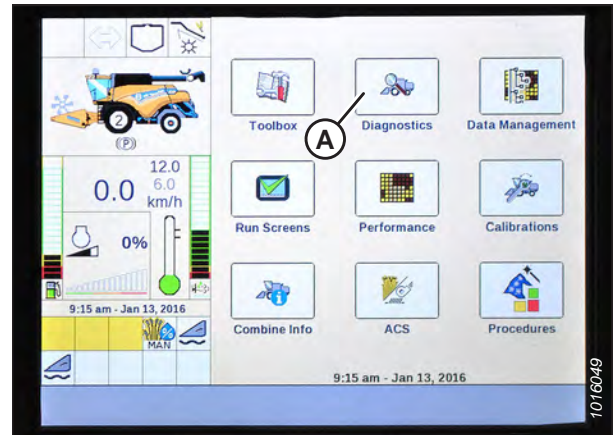 2
(P)
12.0
0.0 6.0
km/h
0%
9:15 am - Jan 13, 2016
MAN
Toolbox
A
Diagnostics
Data Management
Run Screens
Performance
Calibrations
Combine Info
ACS
Procedures
9:15 am - Jan 13, 2016
1016049